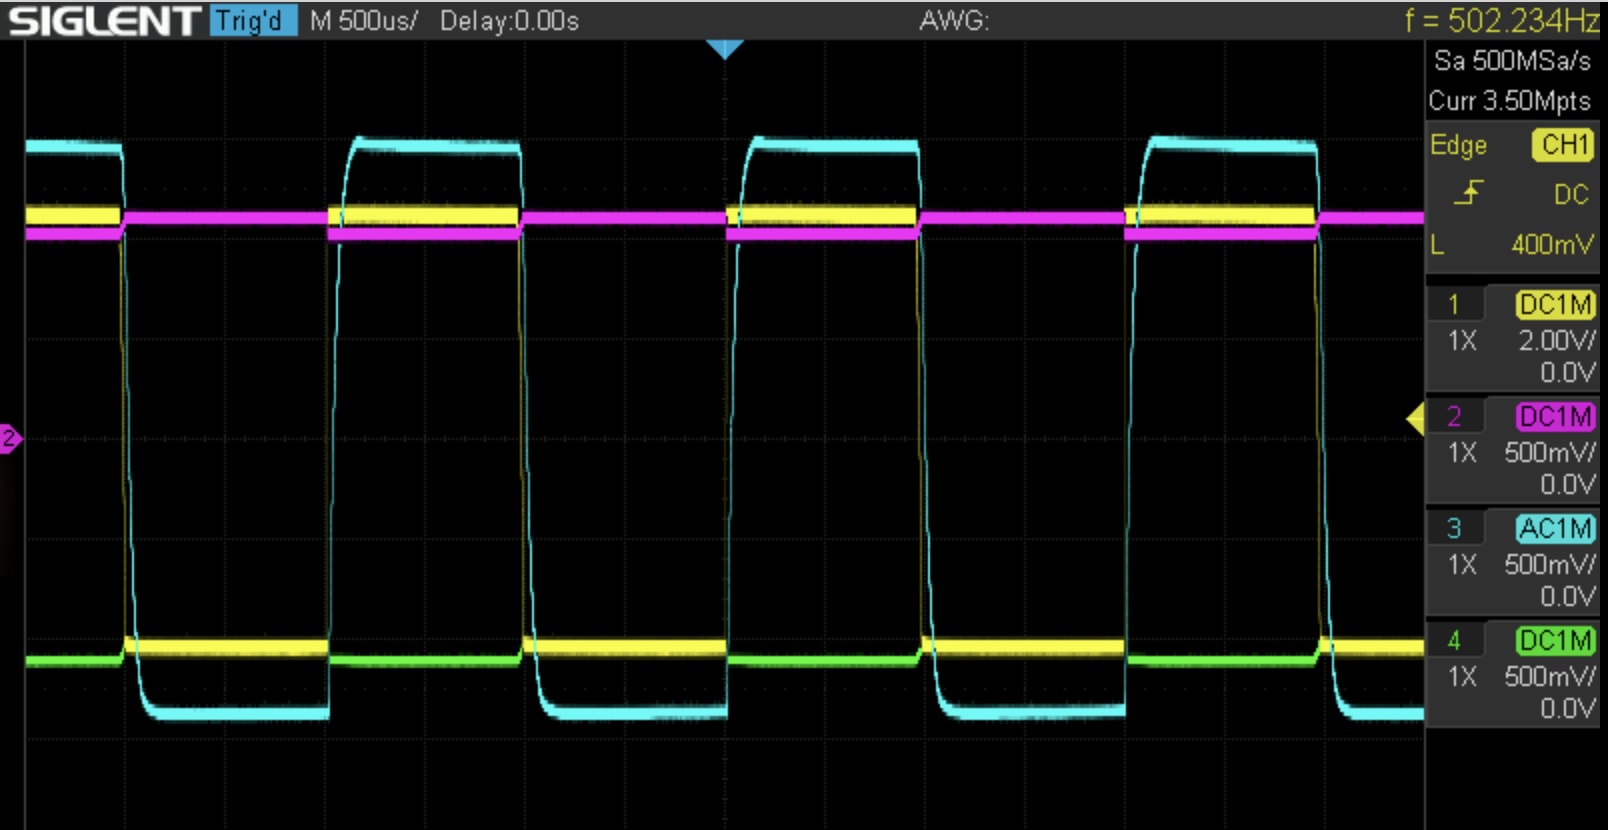 SIGLENT Trig'd M 500us/ Delay:0.00s AWG: f = 502.234Hz
Sa 500MSa/s
Curr 3.50Mpts
Edge CH1
DC
L 400mV
1 DC1M
1X 2.00V/
0.0V
2
2 DC1M
1X 500mV/
0.0V
3 AC1M
1X 500mV/
0.0V
4 DC1M
1X 500mV/
0.0V